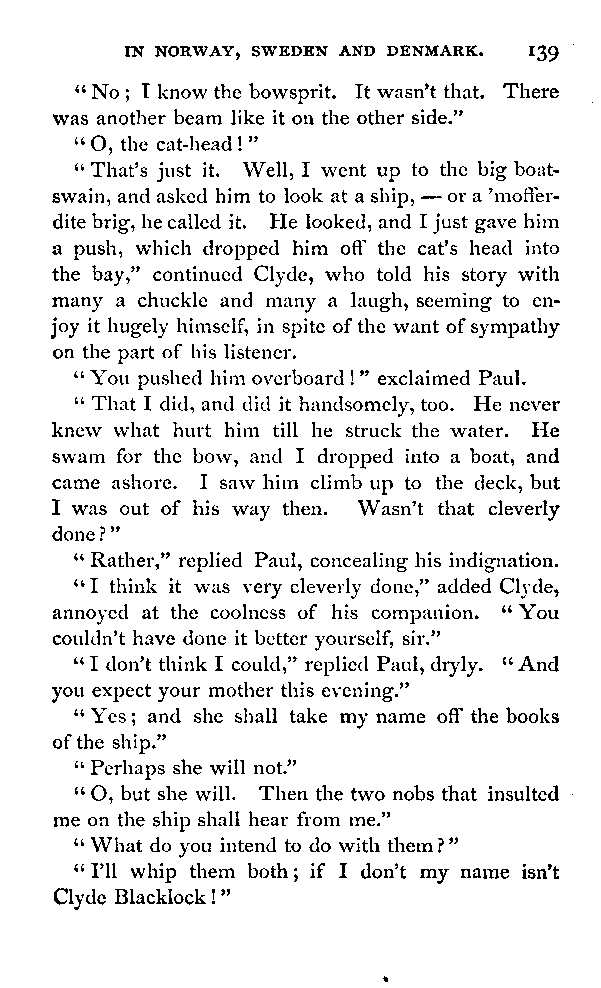 IN NORWAY, SWEDEN AND DENMARK. 139
"No; I know the bowsprit. It wasn't that. There
was another beam like it on the other side."
"O, the cat-head!"
"That's just it. Well, I went up to the big boat-
swain, and asked him to look at a ship, — or a 'moffer-
dite brig, he called it. He looked, and I just gave him
a push, which dropped him off the cat's head into
the bay," continued Clyde, who told his story with
many a chuckle and many a laugh, seeming to en-
joy it hugely himself, in spite of the want of sympathy
on the part of his listener.
"You pushed him overboard!" exclaimed Paul.
"That I did, and did it handsomely, too. He never
knew what hurt him till he struck the water. He
swam for the bow, and I dropped into a boat, and
came ashore. I saw him climb up to the deck, but
I was out of his way then. Wasn't that cleverly
done?"
"Rather," replied Paul, concealing his indignation.
"I think it was very cleverly done," added Clyde,
annoyed at the coolness of his companion. "You
couldn't have done it better yourself, sir."
"I don't think I could," replied Paul, dryly. "And
you expect your mother this evening."
"Yes; and she shall take my name off the books
of the ship."
"Perhaps she will not."
"O, but she will. Then the two nobs that insulted
me on the ship shall hear from me."
"What do you intend to do with them?"
"I'll whip them both; if I don't my name isn't
Clyde Blacklock!"